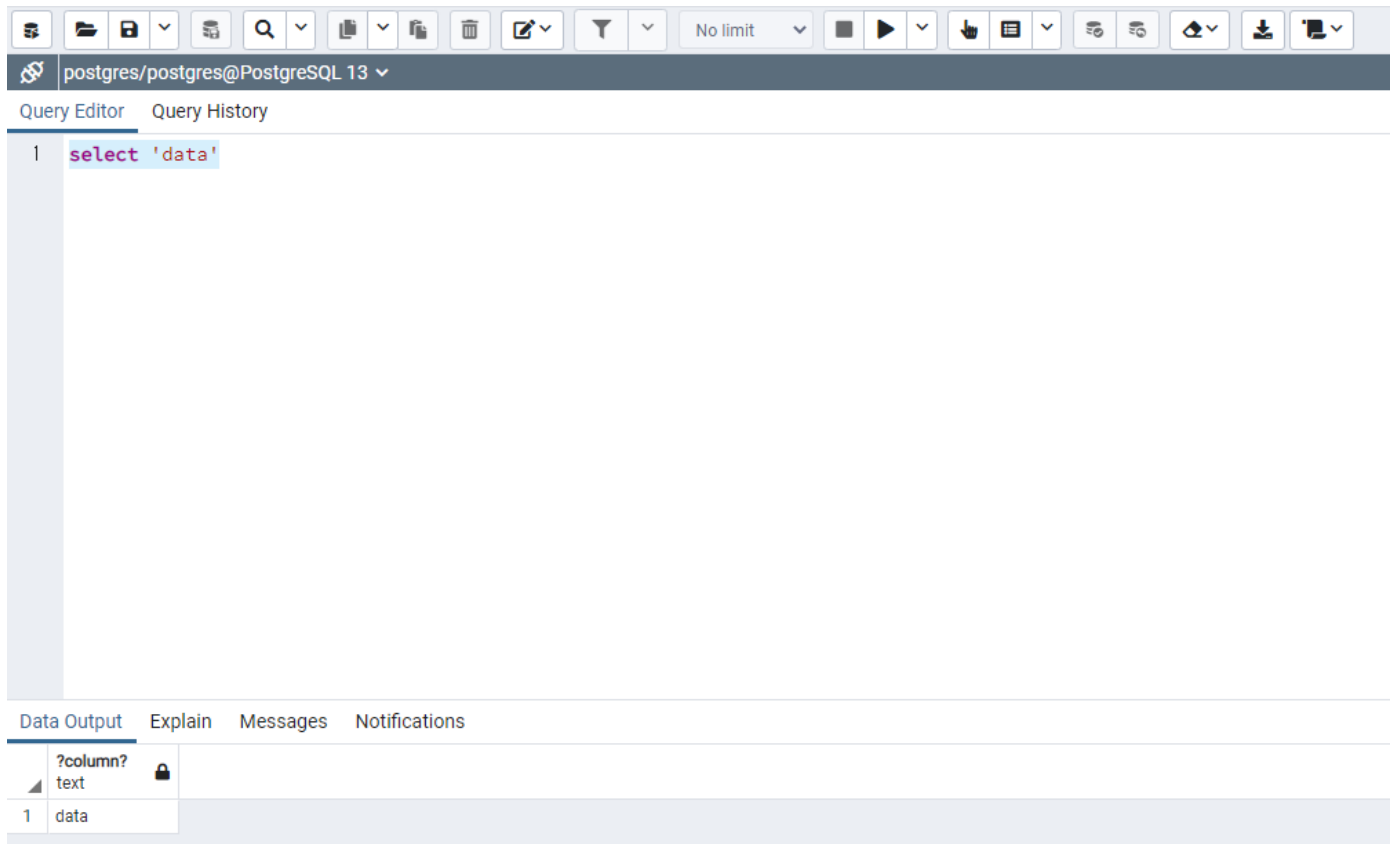 No limit
postgres/postgres@PostgreSQL 13
Query Editor Query History
1 select 'data'
Data Output Explain Messages Notifications
?column?
text
1 data